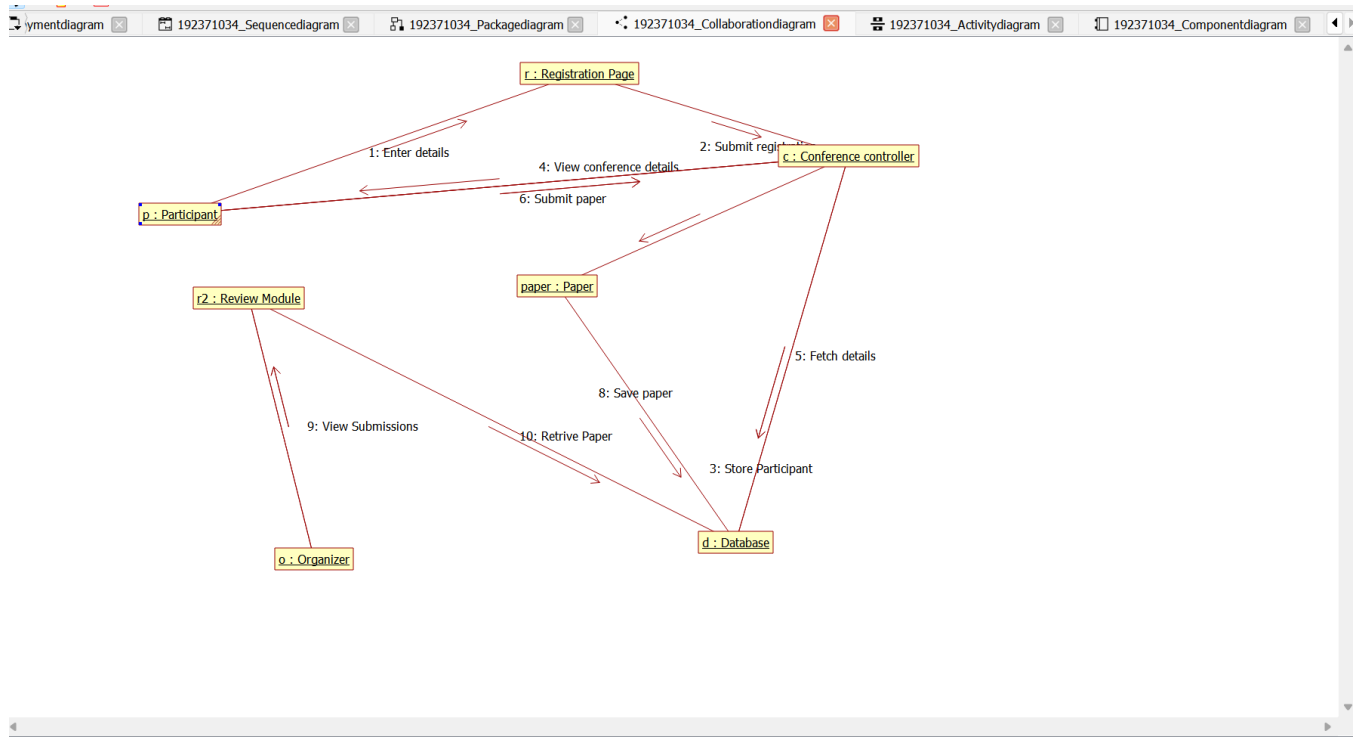 ymentdiagram
192371034_Sequencediagram
192371034_Packagediagram
192371034_Collaborationdiagram
192371034_Activitydiagram
192371034_Componentdiagram
r : Registration Page
1: Enter details
2: Submit
c : Conference controller
4: View conference details
6: Submit paper
p : Participant
paper : Paper
r2 : Review Module
5: Fetch details
8: Save paper
9: View Submissions
10: Retrive Paper
3: Store Participant
d : Database
o : Organizer